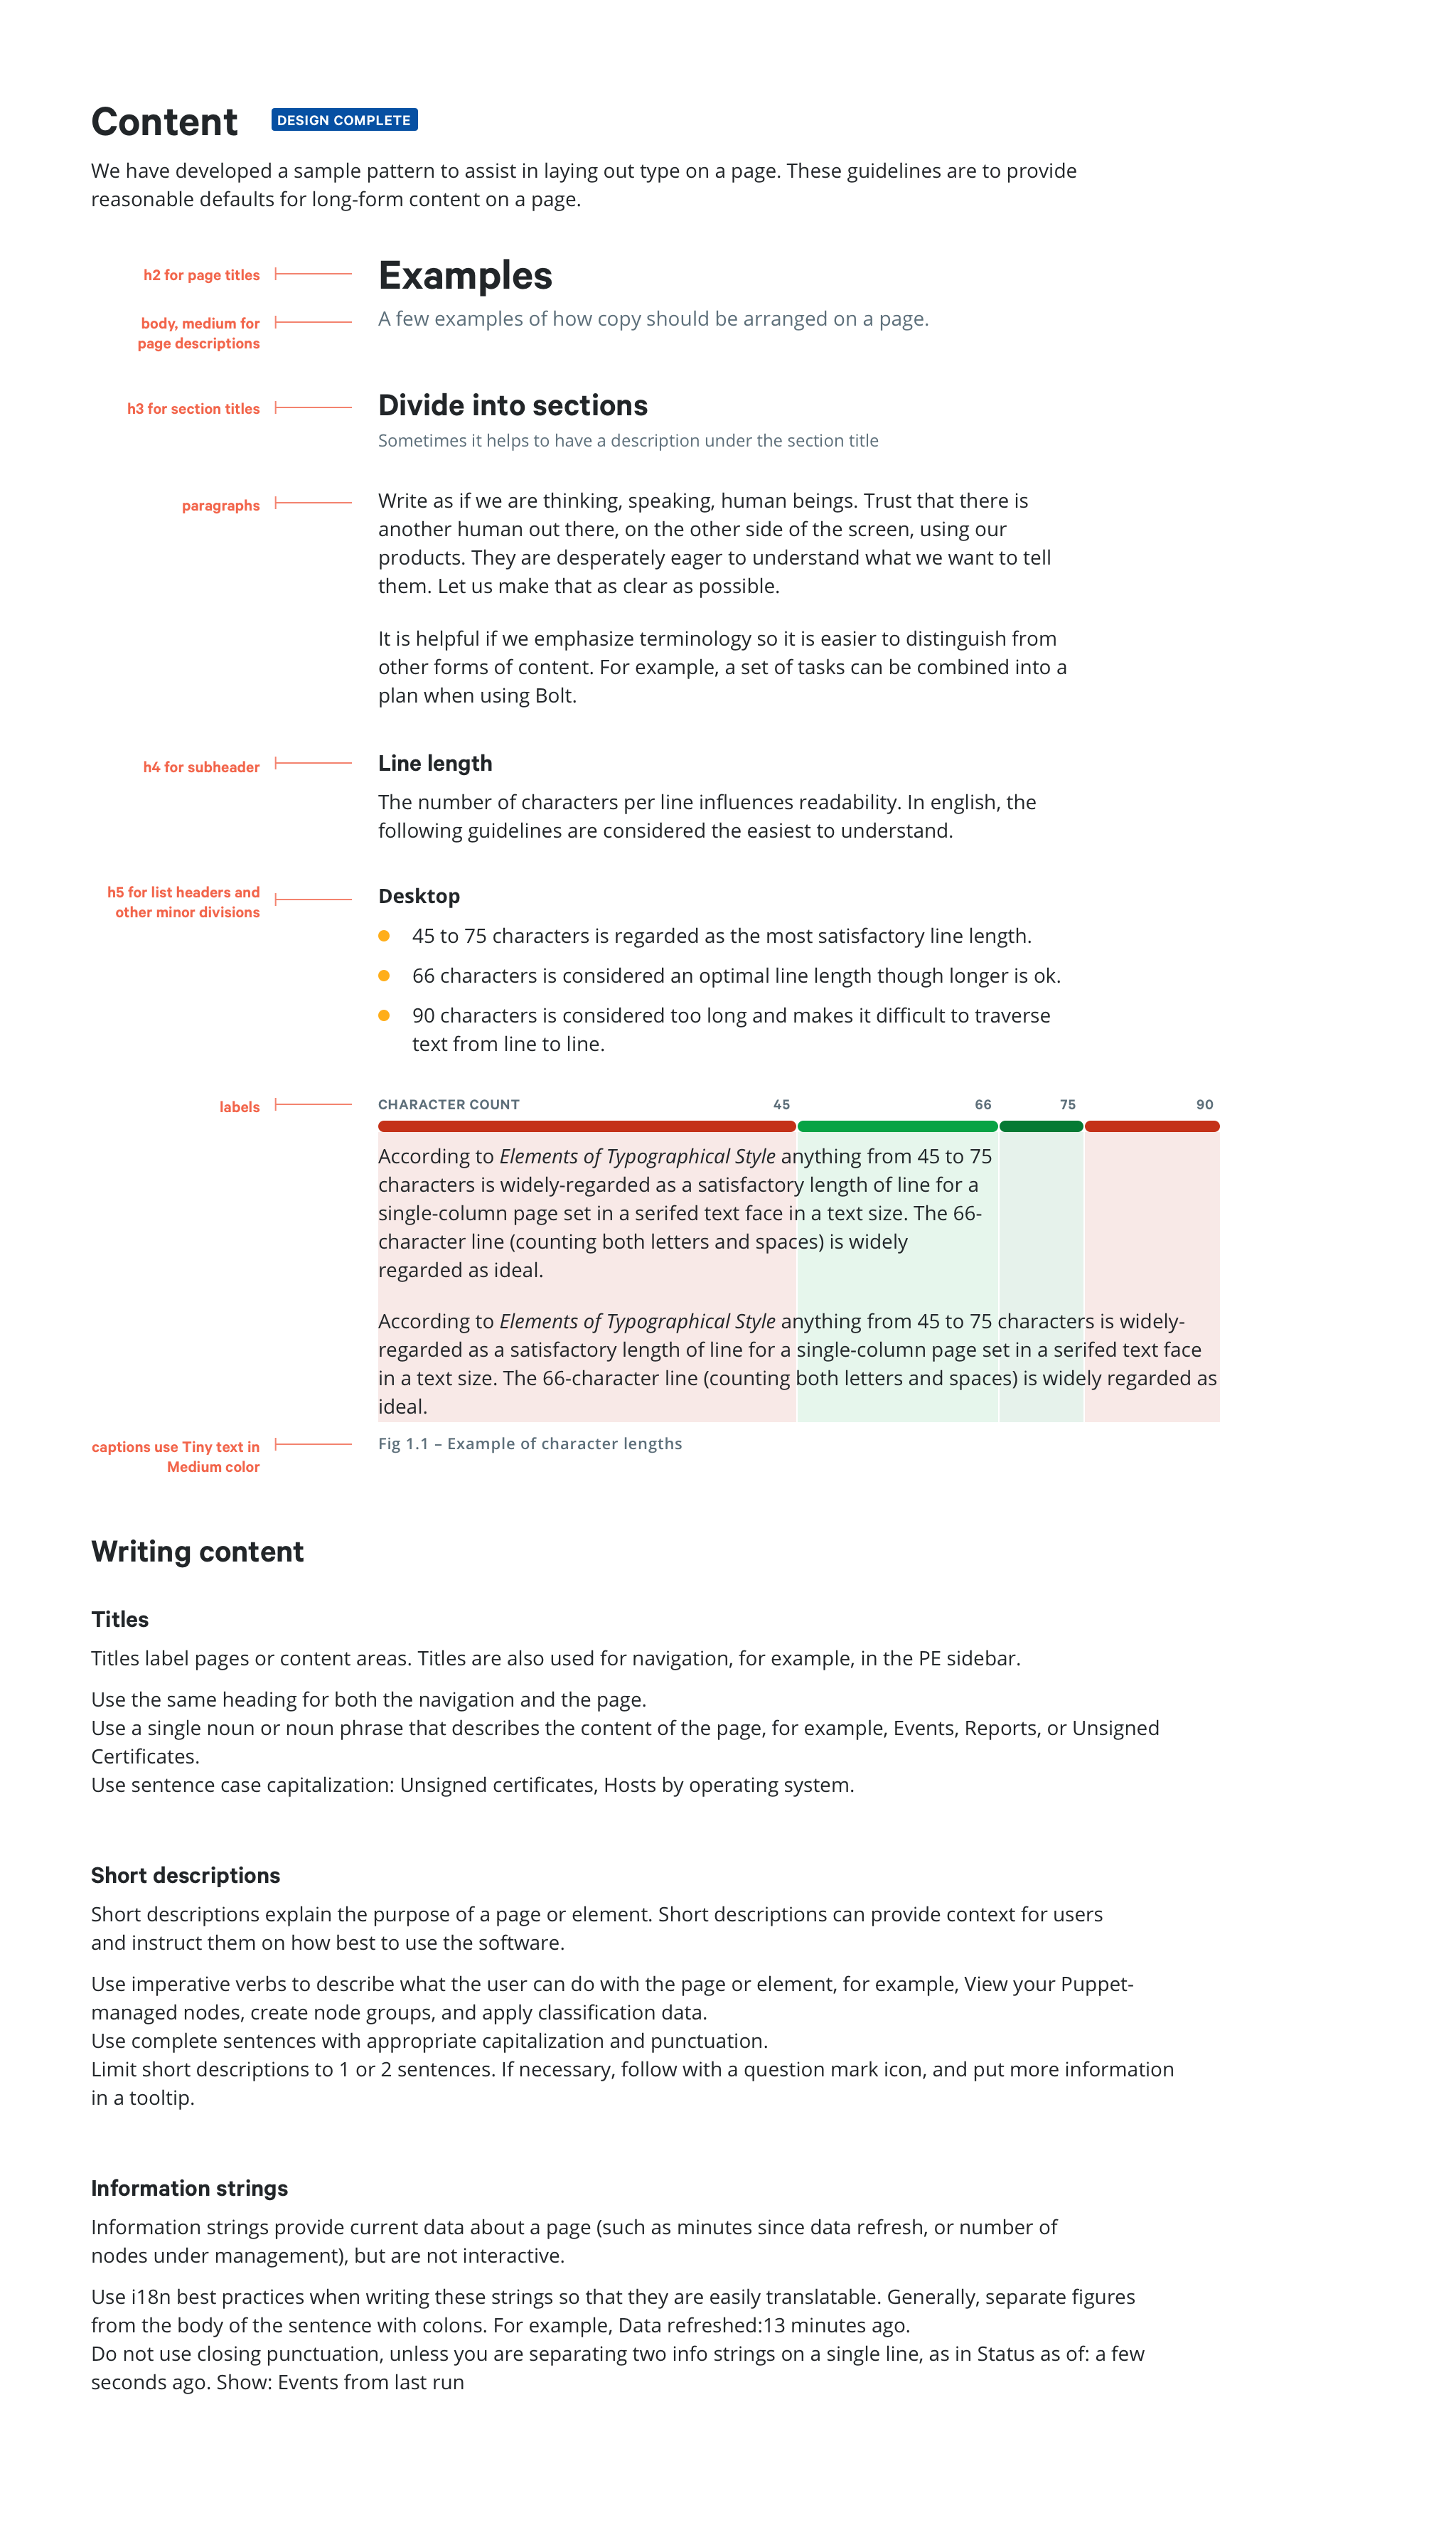 Content DESIGN COMPLETE
We have developed a sample pattern to assist in laying out type on a page. These guidelines are to provide
reasonable defaults for long-form content on a page.
h2 for page titles
Examples
body, medium for
page descriptions
A few examples of how copy should be arranged on a page.
h3 for section titles
Divide into sections
Sometimes it helps to have a description under the section title
paragraphs
Write as if we are thinking, speaking, human beings. Trust that there is
another human out there, on the other side of the screen, using our
products. They are desperately eager to understand what we want to tell
them. Let us make that as clear as possible.
It is helpful if we emphasize terminology so it is easier to distinguish from
other forms of content. For example, a set of tasks can be combined into a
plan when using Bolt.
h4 for subheader
Line length
The number of characters per line influences readability. In english, the
following guidelines are considered the easiest to understand.
h5 for list headers and
other minor divisions
Desktop
45 to 75 characters is regarded as the most satisfactory line length.
66 characters is considered an optimal line length though longer is ok.
90 characters is considered too long and makes it difficult to traverse
text from line to line.
labels
CHARACTER COUNT 45 66 75 90
According to Elements of Typographical Style anything from 45 to 75
characters is widely-regarded as a satisfactory length of line for a
single-column page set in a serifed text face in a text size. The 66-
character line (counting both letters and spaces) is widely
regarded as ideal.
According to Elements of Typographical Style anything from 45 to 75 characters is widely-
regarded as a satisfactory length of line for a single-column page set in a serifed text face
in a text size. The 66-character line (counting both letters and spaces) is widely regarded as
ideal.
captions use Tiny text in
Medium color
Fig 1.1 – Example of character lengths
Writing content
Titles
Titles label pages or content areas. Titles are also used for navigation, for example, in the PE sidebar.
Use the same heading for both the navigation and the page.
Use a single noun or noun phrase that describes the content of the page, for example, Events, Reports, or Unsigned
Certificates.
Use sentence case capitalization: Unsigned certificates, Hosts by operating system.
Short descriptions
Short descriptions explain the purpose of a page or element. Short descriptions can provide context for users
and instruct them on how best to use the software.
Use imperative verbs to describe what the user can do with the page or element, for example, View your Puppet-
managed nodes, create node groups, and apply classification data.
Use complete sentences with appropriate capitalization and punctuation.
Limit short descriptions to 1 or 2 sentences. If necessary, follow with a question mark icon, and put more information
in a tooltip.
Information strings
Information strings provide current data about a page (such as minutes since data refresh, or number of
nodes under management), but are not interactive.
Use i18n best practices when writing these strings so that they are easily translatable. Generally, separate figures
from the body of the sentence with colons. For example, Data refreshed:13 minutes ago.
Do not use closing punctuation, unless you are separating two info strings on a single line, as in Status as of: a few
seconds ago. Show: Events from last run